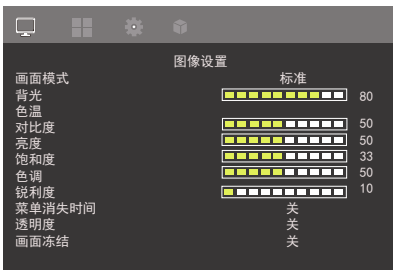 图像设置
画面模式 标准
背光 80
色温
对比度 50
亮度 50
饱和度 33
色调 50
锐利度 10
菜单消失时间 关
透明度 关
画面冻结 关